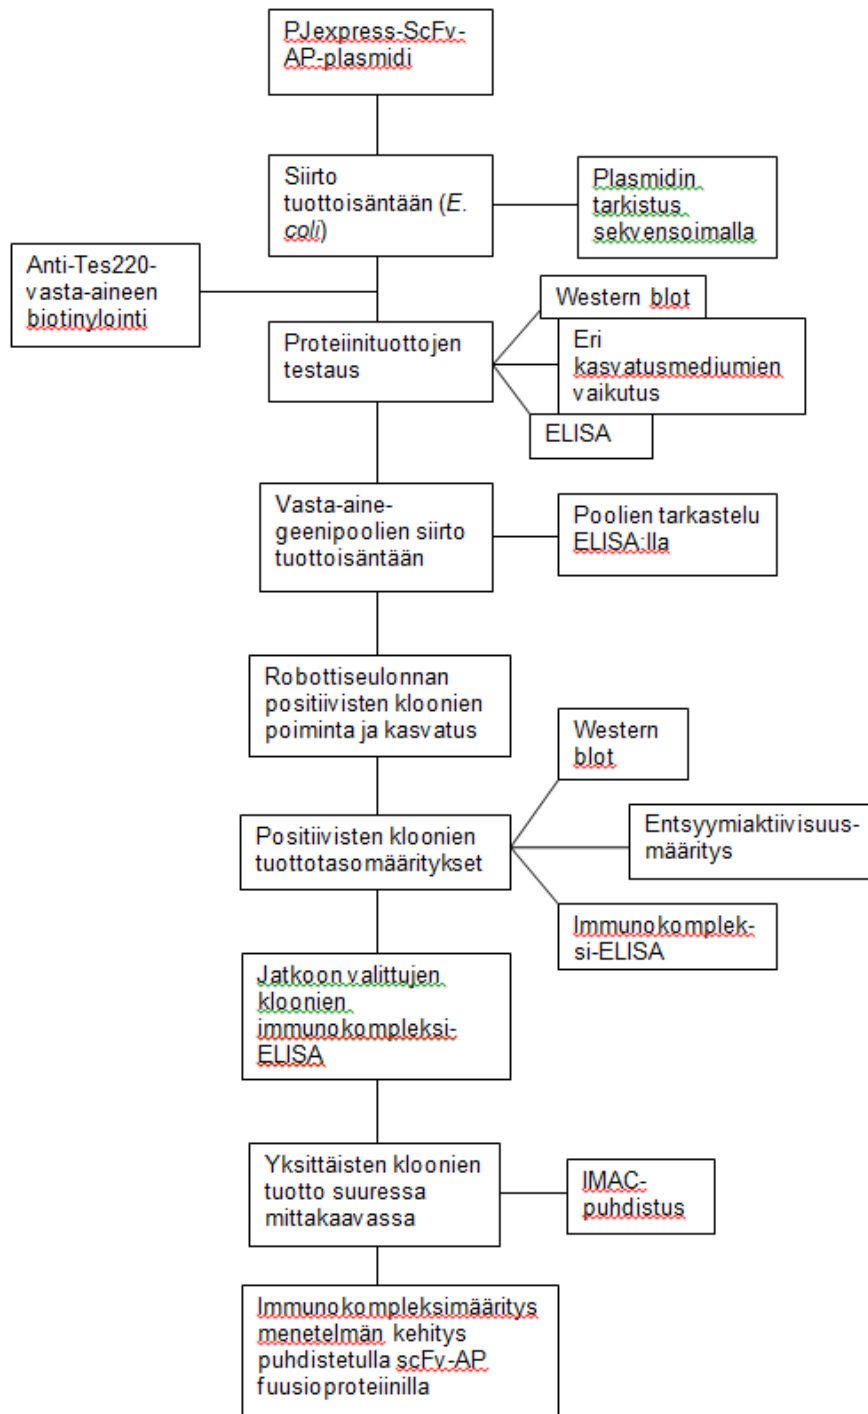 PJexpress-ScFv-
AP-plasmidi
Siirto
tuottoisäntään (E.
coli)
Plasmidin
tarkistus
sekvensoimalla
Anti-Tes220-
vasta-aineen
biotinylointi
Proteiinituottojen
testaus
Western blot
Eri
kasvatusmediumien
vaikutus
ELISA
Vasta-aine-
geenipoolien siirto
tuottoisäntään
Poolien tarkastelu
ELISA:lla
Robottiseulonnan
positiivisten kloonien
poiminta ja kasvatus
Positiivisten kloonien
tuottotasomääritykset
Western
blot
Entsyymiaktiivisuus-
määritys
Immunokomplek-
si-ELISA
Jatkoon valittujen
kloonien
immunokompleksi-
ELISA
Yksittäisten kloonien
tuotto suuressa
mittakaavassa
IMAC-
puhdistus
Immunokompleksimääritys
menetelmän kehitys
puhdistetulla scFv-AP
fuusioproteiinilla